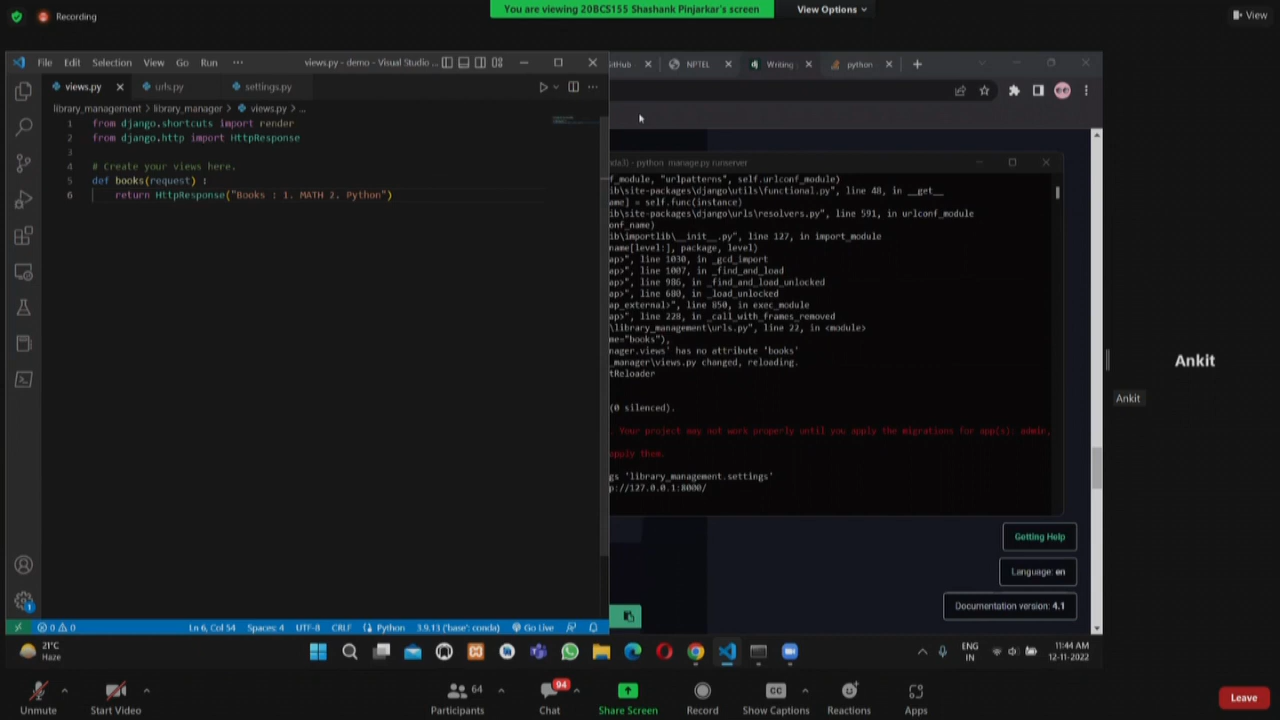 Recording
You are viewing 20BCS155 Shashank Pinjarkar's screen
View Options
View
File Edit Selection View Go Run ··· views.py - demo - Visual Studio ...
views.py
urls.py
settings.py
library_management > library_manager > views.py > ...
1 from django.shortcuts import render
2 from django.http import HttpResponse
3
4 # Create your views here.
5 def books(request) :
6 return HttpResponse("Books : 1. MATH 2. Python")
NPTEL
Writing
python
python manage.py runserver
f_module, "urlpatterns", self.urlconf_module)
ib\site-packages\django\utils\functional.py", line 48, in __get__
name] = self.func(instance)
ib\site-packages\django\urls\resolvers.py", line 591, in urlconf_module
onf_name)
ib\importlib\__init__.py", line 127, in import_module
name[level:], package, level)
ap>", line 1030, in _gcd_import
ap>", line 1007, in _find_and_load
ap>", line 986, in _find_and_load_unlocked
ap>", line 680, in _load_unlocked
ap_external>", line 850, in exec_module
ap>", line 228, in _call_with_frames_removed
\library_management\urls.py", line 22, in <module>
me="books"),
nager.views' has no attribute 'books'
_manager\views.py changed, reloading.
tReloader
(0 silenced).
. Your project may not work properly until you apply the migrations for app(s): admin,
apply them.
gs 'library_management.settings'
p://127.0.0.1:8000/
Getting Help
Language: en
Documentation version: 4.1
Ankit
Ankit
0 0 Ln 6, Col 54 Spaces: 4 UTF-8 CRLF Python 3.9.13 ('base': conda) Go Live
21°C
Haze
ENG
IN
11:44 AM
12-11-2022
Unmute
Start Video
Participants 64
Chat 94
Share Screen
Record
CC
Show Captions
Reactions
Apps
Leave